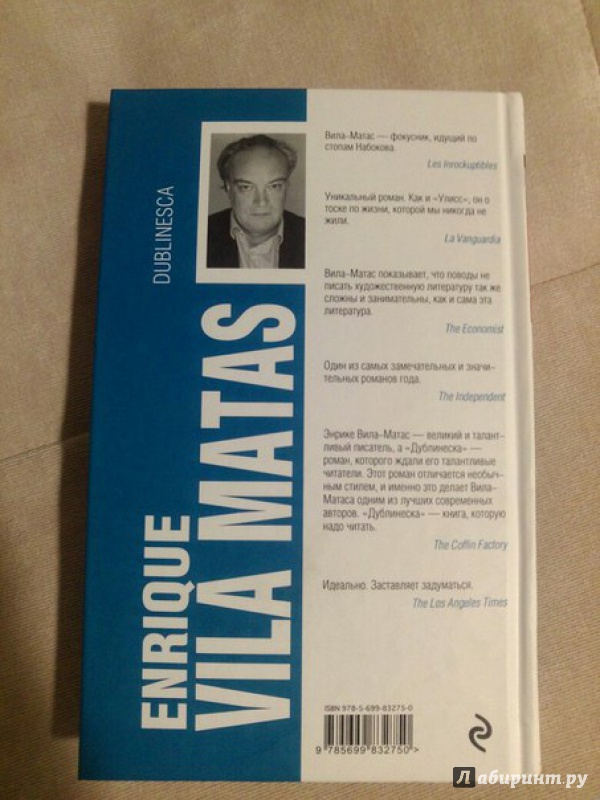 DUBLINESCA
ENRIQUE
VILA MATAS
Вила–Матас — фокусник, идущий по
стопам Набокова.
Les Inrockuptibles
Уникальный роман. Как и «Улисс», он о
тоске по жизни, которой мы никогда не
жили.
La Vanguardia
Вила–Матас показывает, что поводы не
писать художественную литературу так же
сложны и занимательны, как и сама эта
литература.
The Economist
Один из самых замечательных и значи-
тельных романов года.
The Independent
Энрике Вила–Матас — великий и талант-
ливый писатель, а «Дублинеска» —
роман, которого ждали его талантливые
читатели. Этот роман отличается необыч-
ным стилем, и именно это делает Вила-
Матаса одним из лучших современных
авторов. «Дублинеска» — книга, которую
надо читать.
The Coffin Factory
Идеально. Заставляет задуматься.
The Los Angeles Times
ISBN 978-5-699-83275-0
9 785699 832750>
Лабиринт.ру